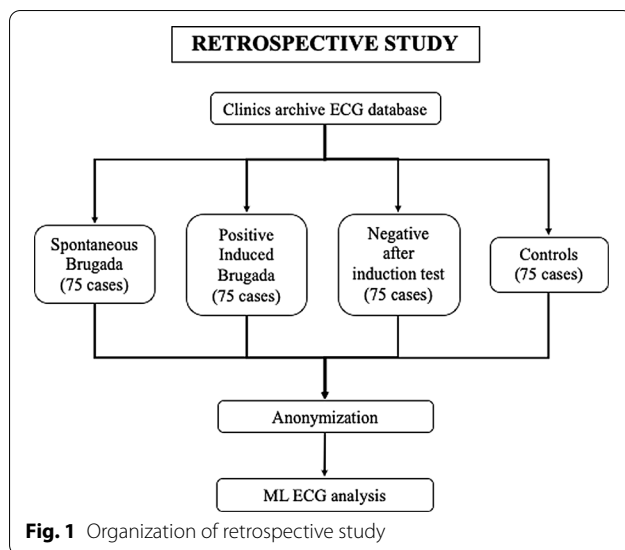 RETROSPECTIVE STUDY
Clinics archive ECG database
Spontaneous
Brugada
(75 cases)
Positive
Induced
Brugada
(75 cases)
Negative
after
induction test
(75 cases)
Controls
(75 cases)
Anonymization
ML ECG analysis
Fig. 1 Organization of retrospective study